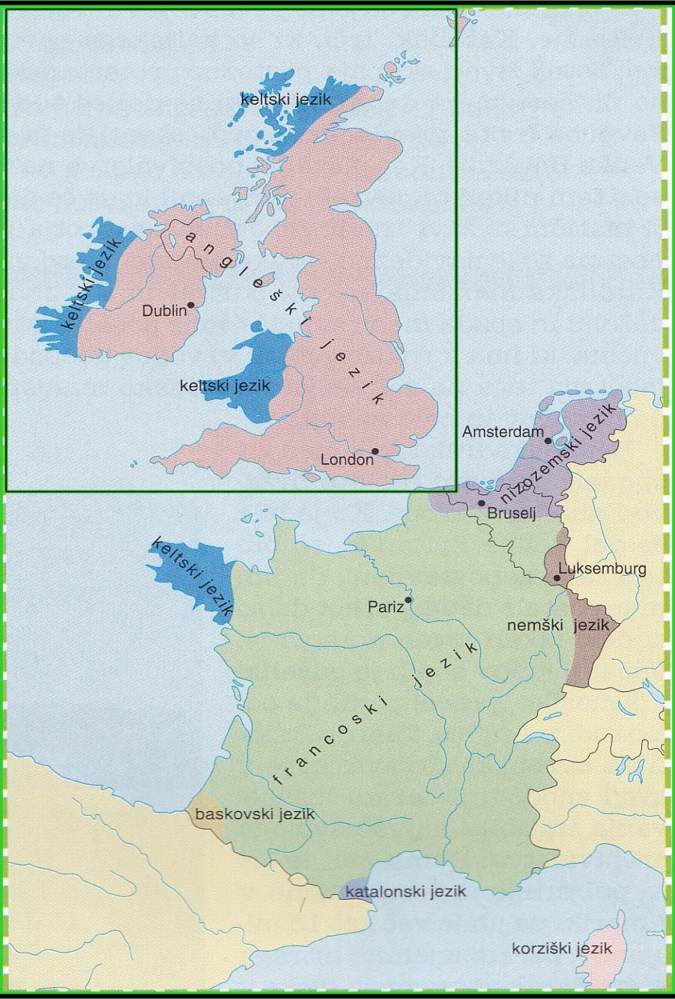 keltski jezik
keltski jezik
angleški jezik
Dublin
keltski jezik
London
Amsterdam
nizozemski jezik
Bruselj
keltski jezik
Luksemburg
Pariz
nemški jezik
francoski jezik
baskovski jezik
katalonski jezik
korziški jezik